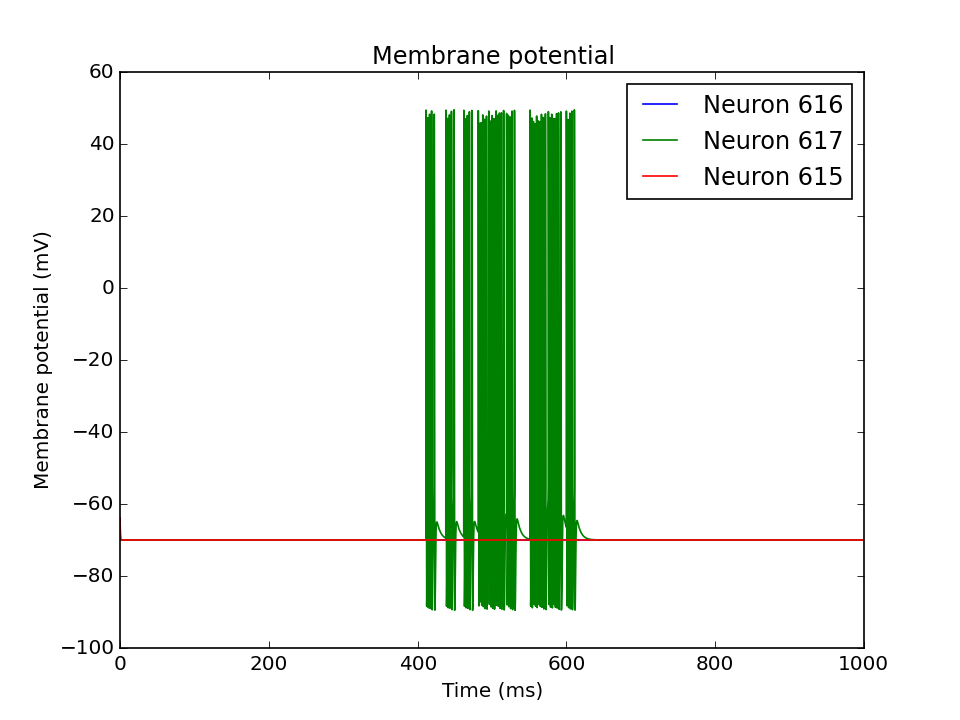 Membrane potential
60
40
20
0
−20
−40
−60
−80
−100
Membrane potential (mV)
Neuron 616
Neuron 617
Neuron 615
0 200 400 600 800 1000
Time (ms)